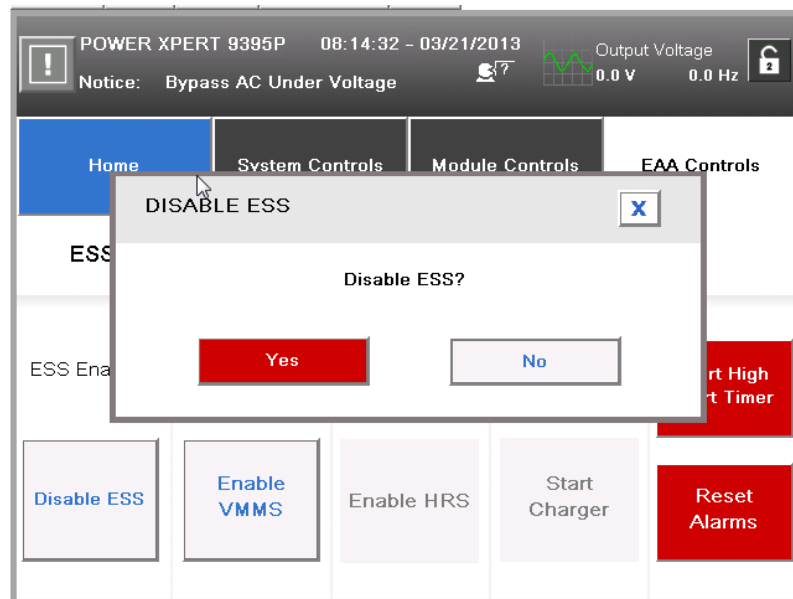 POWER XPERT 9395P 08:14:32 - 03/21/2013
Output Voltage
Notice: Bypass AC Under Voltage
0.0 V 0.0 Hz
2
Home
System Controls
Module Controls
EAA Controls
DISABLE ESS
X
ESS
Disable ESS?
Yes
No
ESS Ena
rt High
rt Timer
Disable ESS
Enable
VMMS
Enable HRS
Start
Charger
Reset
Alarms